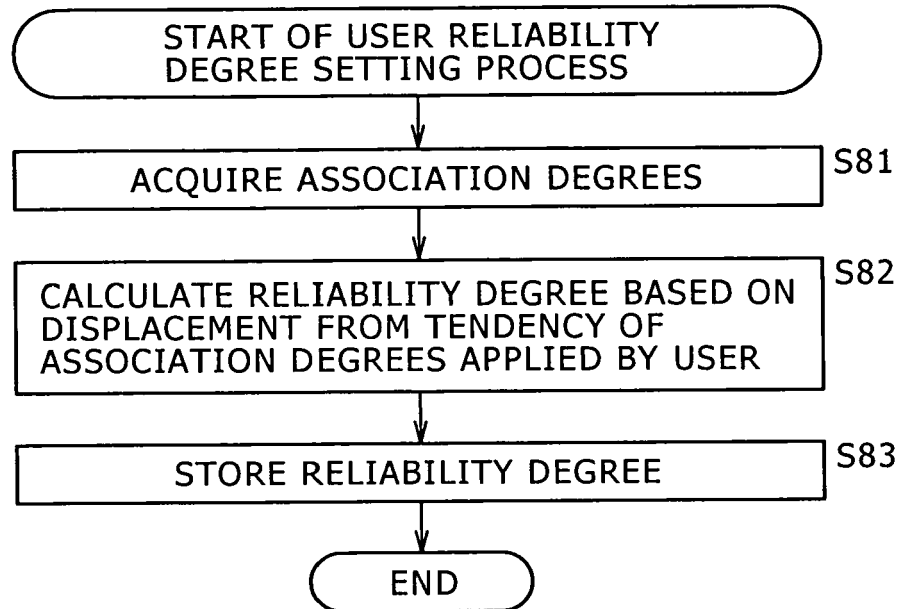 START OF USER RELIABILITY
DEGREE SETTING PROCESS
ACQUIRE ASSOCIATION DEGREES
S81
CALCULATE RELIABILITY DEGREE BASED ON
DISPLACEMENT FROM TENDENCY OF
ASSOCIATION DEGREES APPLIED BY USER
S82
STORE RELIABILITY DEGREE
S83
END